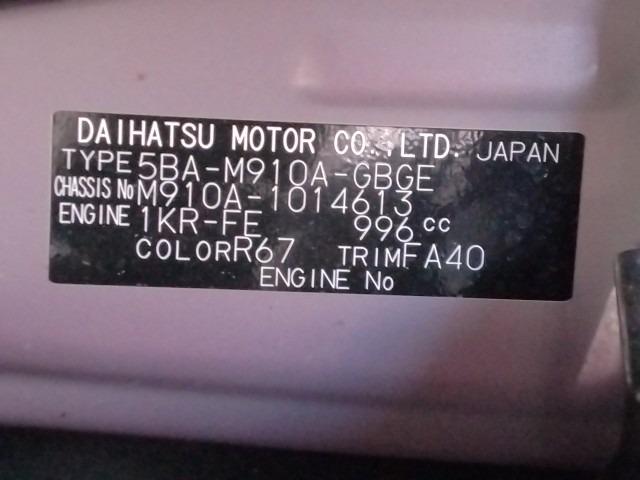 DAIHATSU MOTOR CO.,LTD. JAPAN
TYPE 5BA-M910A-GBGE
CHASSIS No M910A-1014613
ENGINE 1KR-FE 996 cc
COLOR R67 TRIM FA40
ENGINE No